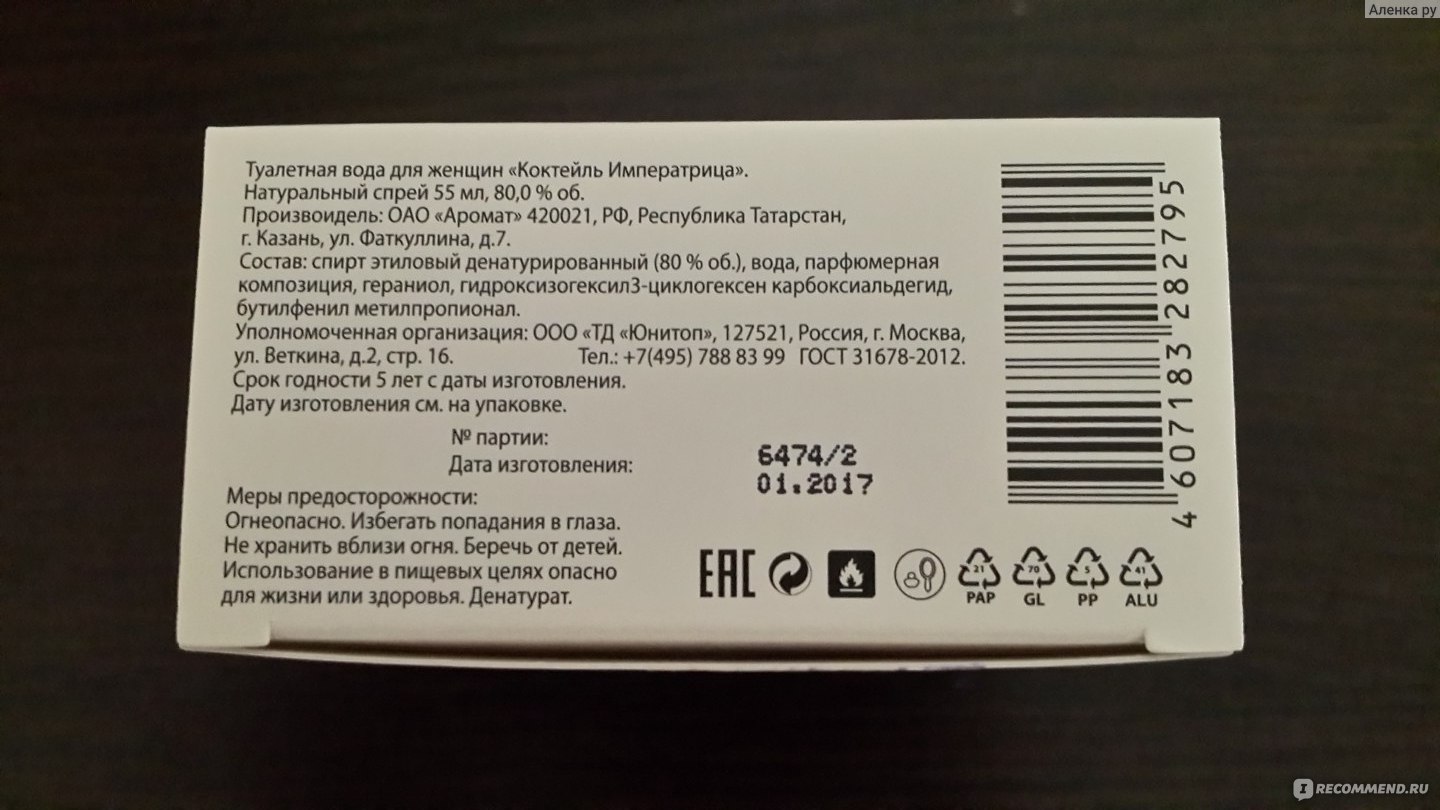 Аленка ру
Туалетная вода для женщин «Коктейль Императрица».
Натуральный спрей 55 мл, 80,0 % об.
Произвоидель: ОАО «Аромат» 420021, РФ, Республика Татарстан,
г. Казань, ул. Фаткуллина, д.7.
Состав: спирт этиловый денатурированный (80 % об.), вода, парфюмерная
композиция, гераниол, гидроксизогексил3-циклогексен карбоксиальдегид,
бутилфенил метилпропионал.
Уполномоченная организация: ООО «ТД «Юнитоп», 127521, Россия, г. Москва,
ул. Веткина, д.2, стр. 16. Тел.: +7(495) 788 83 99 ГОСТ 31678-2012.
Срок годности 5 лет с даты изготовления.
Дату изготовления см. на упаковке.
№ партии: 6474/2
Дата изготовления: 01.2017
Меры предосторожности:
Огнеопасно. Избегать попадания в глаза.
Не хранить вблизи огня. Беречь от детей.
Использование в пищевых целях опасно
для жизни или здоровья. Денатурат.
4 607183 282795
EAC
21 70 5 41
PAP GL PP ALU
IRECOMMEND.RU